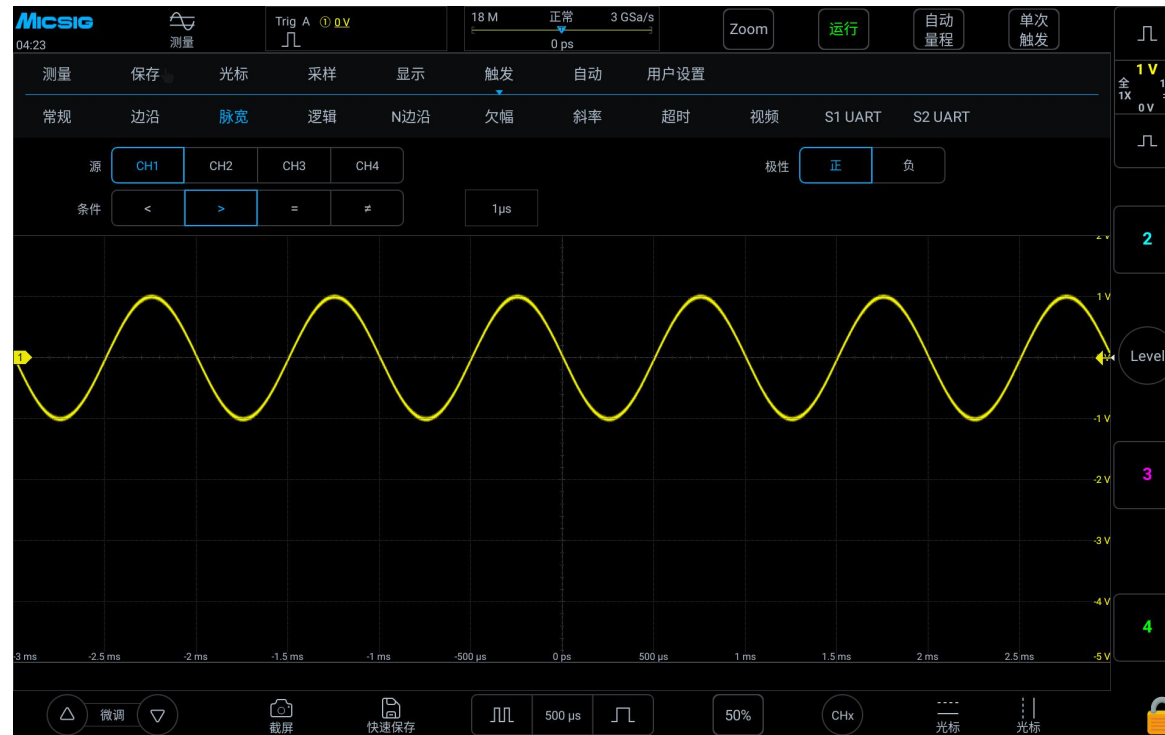 MICSIG
04:23
测量
Trig A ① 0 V
18 M 正常 3 GSa/s
0 ps
Zoom
运行
自动
量程
单次
触发
测量 保存 光标 采样 显示 触发 自动 用户设置
常规 边沿 脉宽 逻辑 N边沿 欠幅 斜率 超时 视频 S1 UART S2 UART
源 CH1 CH2 CH3 CH4 极性 正 负
条件 < > = ≠ 1μs
1 V
全
1X
0 V
2
Level
3
4
1
2 V
1 V
-1 V
-2 V
-3 V
-4 V
-5 V
-3 ms -2.5 ms -2 ms -1.5 ms -1 ms -500 μs 0 ps 500 μs 1 ms 1.5 ms 2 ms 2.5 ms
微调
截屏
快速保存
500 μs
50%
CHx
光标
光标